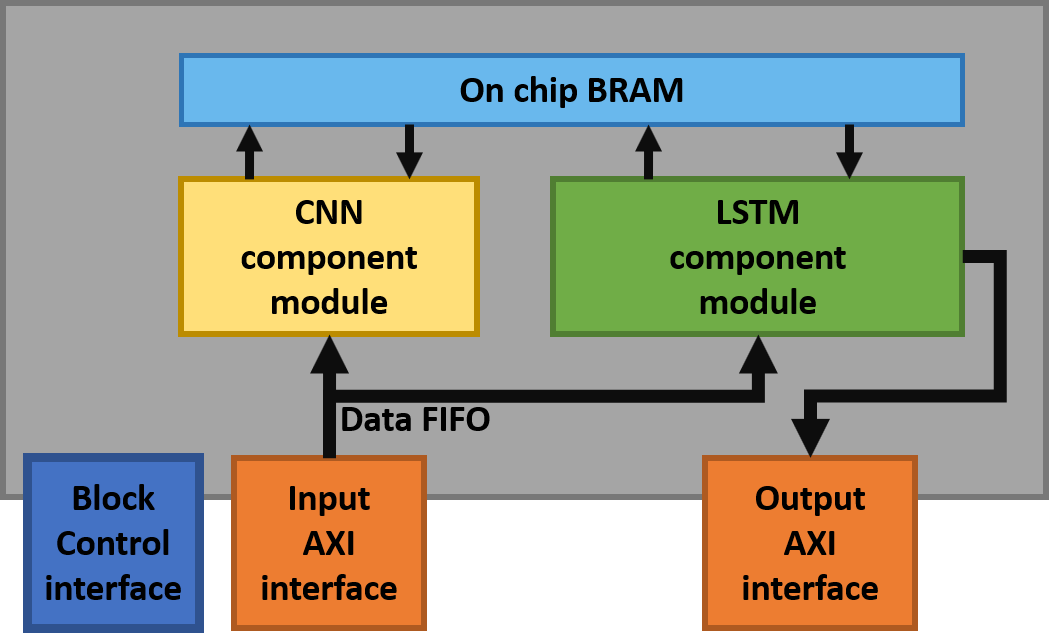 On chip BRAM
CNN
component
module
LSTM
component
module
Data FIFO
Block
Control
interface
Input
AXI
interface
Output
AXI
interface